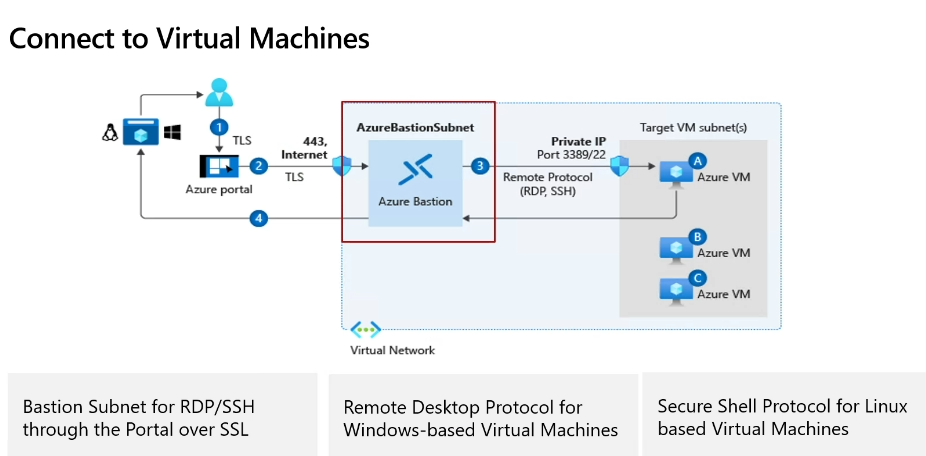 Connect to Virtual Machines
1
TLS
Azure portal
2
443,
Internet
TLS
AzureBastionSubnet
Azure Bastion
3
Private IP
Port 3389/22
Remote Protocol
(RDP, SSH)
Target VM subnet(s)
A
Azure VM
B
Azure VM
C
Azure VM
4
Virtual Network
Bastion Subnet for RDP/SSH
through the Portal over SSL
Remote Desktop Protocol for
Windows-based Virtual Machines
Secure Shell Protocol for Linux
based Virtual Machines